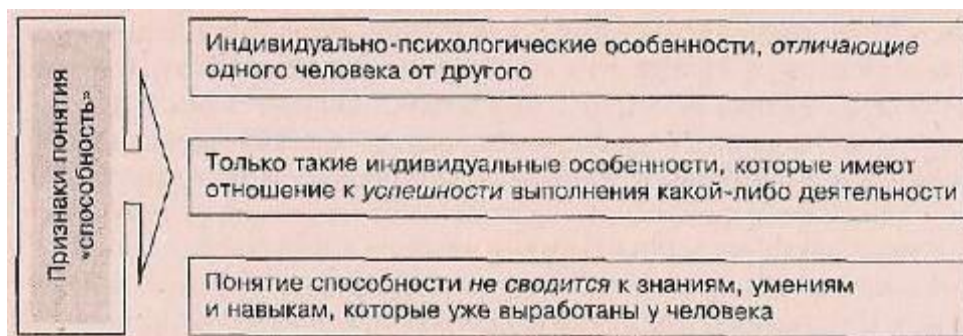 Признаки понятия
«способность»
Индивидуально-психологические особенности, отличающие
одного человека от другого
Только такие индивидуальные особенности, которые имеют
отношение к успешности выполнения какой-либо деятельности
Понятие способности не сводится к знаниям, умениям
и навыкам, которые уже выработаны у человека